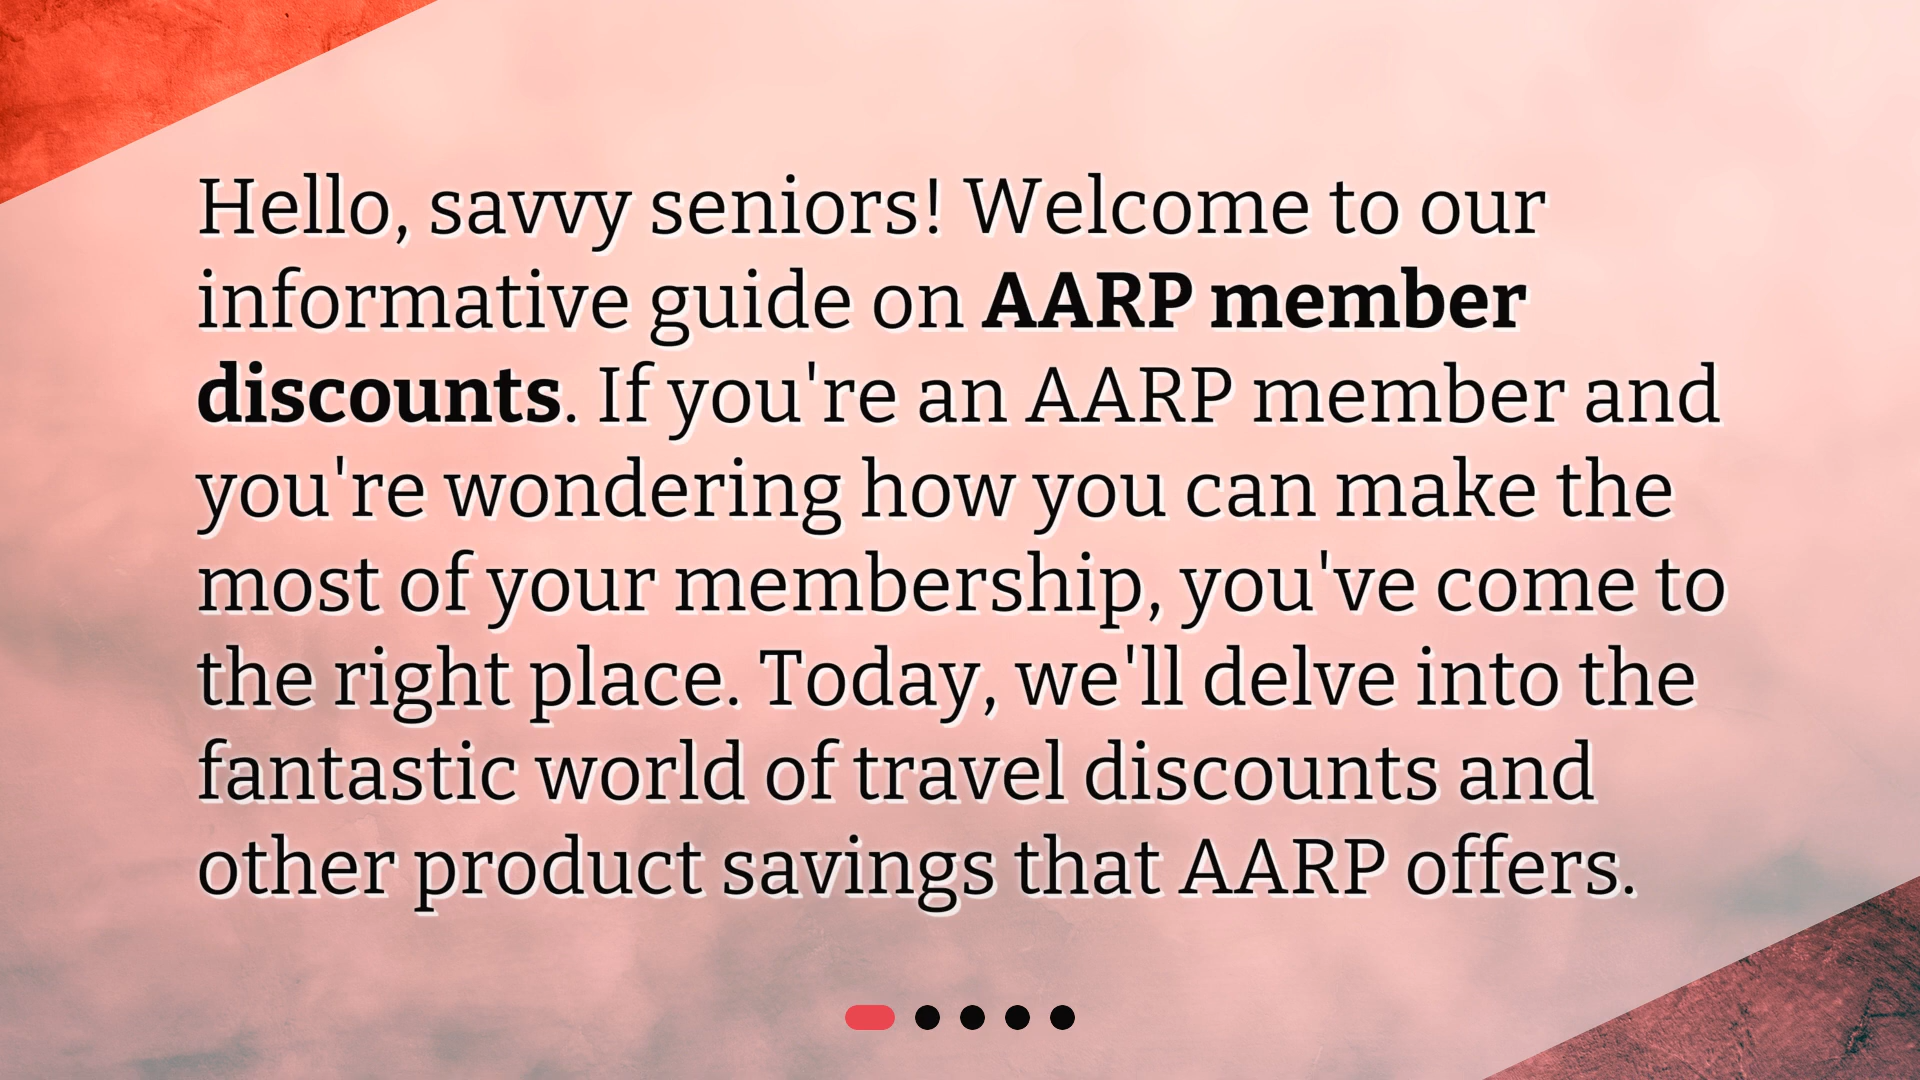 Hello, savvy seniors! Welcome to our
informative guide on AARP member
discounts. If you're an AARP member and
you're wondering how you can make the
most of your membership, you've come to
the right place. Today, we'll delve into the
fantastic world of travel discounts and
other product savings that AARP offers.